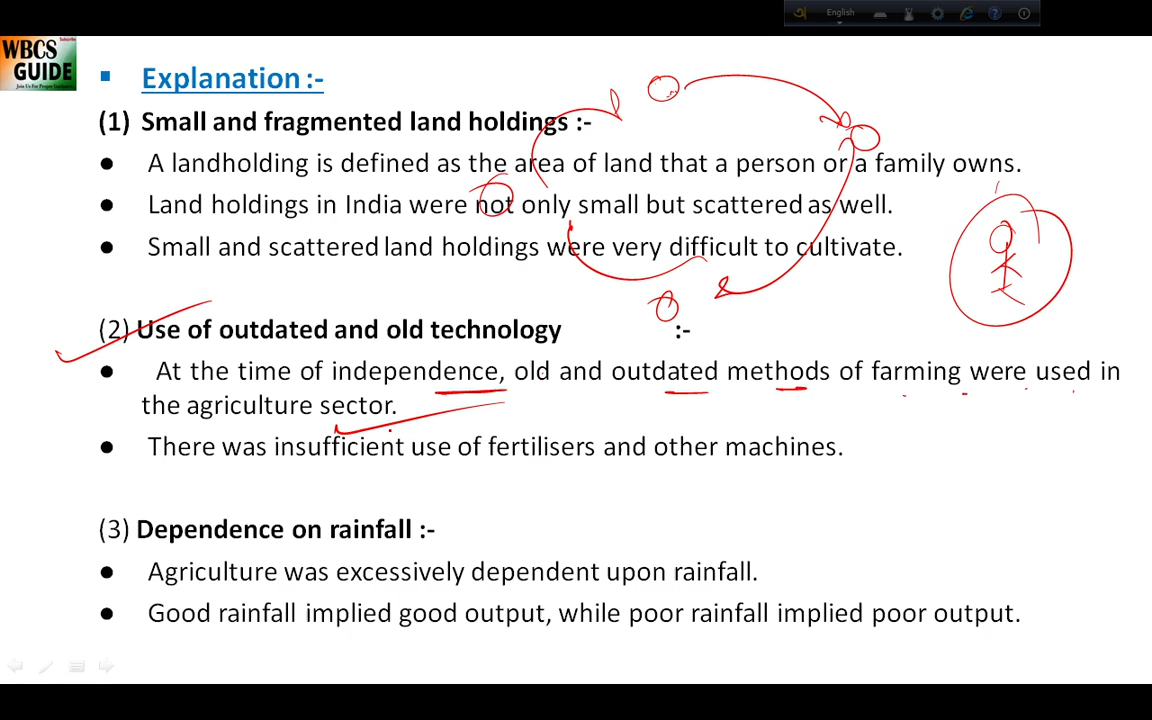 English
WBCS
GUIDE
▪ Explanation :-
(1) Small and fragmented land holdings :-
● A landholding is defined as the area of land that a person or a family owns.
● Land holdings in India were not only small but scattered as well.
● Small and scattered land holdings were very difficult to cultivate.
(2) Use of outdated and old technology :-
● At the time of independence, old and outdated methods of farming were used in
the agriculture sector.
● There was insufficient use of fertilisers and other machines.
(3) Dependence on rainfall :-
● Agriculture was excessively dependent upon rainfall.
● Good rainfall implied good output, while poor rainfall implied poor output.